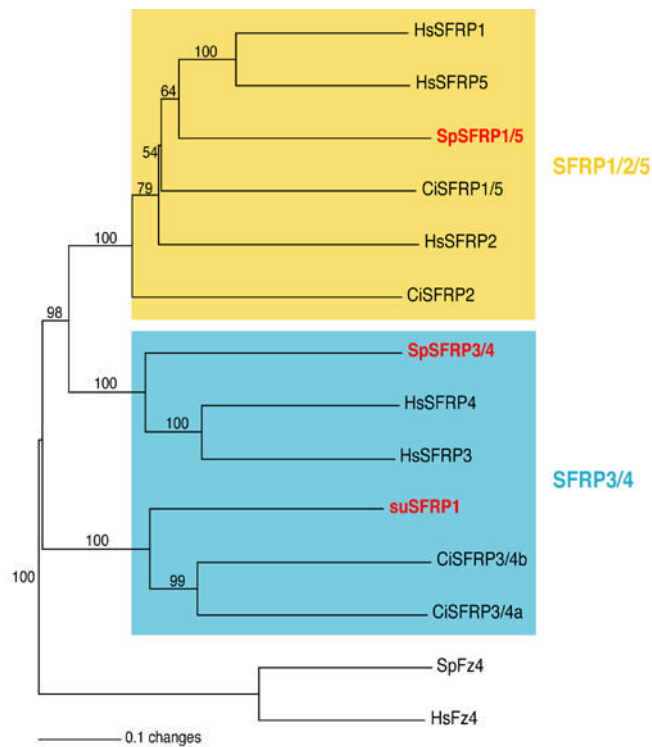 HsSFRP1
100
HsSFRP5
64
SpSFRP1/5
54
SFRP1/2/5
79
CiSFRP1/5
100
HsSFRP2
CiSFRP2
98
SpSFRP3/4
100
HsSFRP4
100
HsSFRP3
SFRP3/4
suSFRP1
100
CiSFRP3/4b
99
100
CiSFRP3/4a
SpFz4
HsFz4
0.1 changes